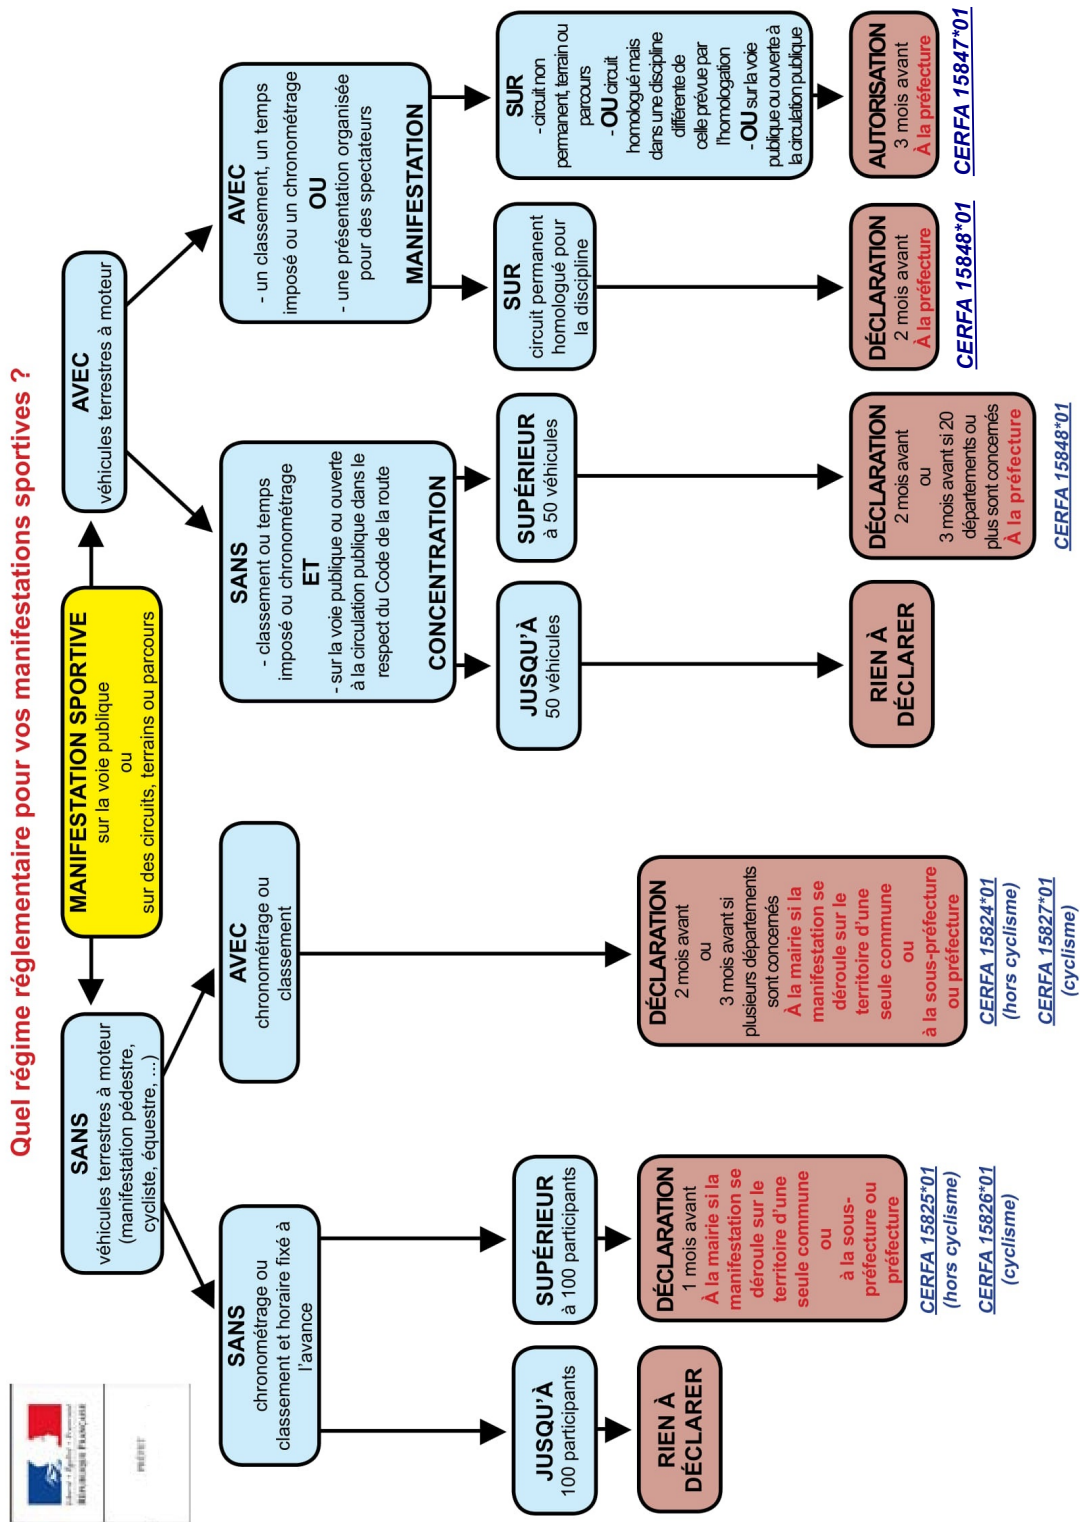 Quel régime réglementaire pour vos manifestations sportives ?
Liberté • Égalité • Fraternité
RÉPUBLIQUE FRANÇAISE
PRÉFET
MANIFESTATION SPORTIVE
sur la voie publique
ou
sur des circuits, terrains ou parcours
SANS
véhicules terrestres à moteur
(manifestation pédestre,
cycliste, équestre, ...)
AVEC
véhicules terrestres à moteur
SANS
chronométrage ou
classement et horaire fixé à
l'avance
AVEC
chronométrage ou
classement
SANS
- classement ou temps
imposé ou chronométrage
ET
- sur la voie publique ou ouverte
à la circulation publique dans le
respect du Code de la route
CONCENTRATION
AVEC
- un classement, un temps
imposé ou un chronométrage
OU
- une présentation organisée
pour des spectateurs
MANIFESTATION
JUSQU'À
100 participants
SUPÉRIEUR
à 100 participants
JUSQU'À
50 véhicules
SUPÉRIEUR
à 50 véhicules
SUR
circuit permanent
homologué pour
la discipline
SUR
- circuit non
permanent, terrain ou
parcours
- OU circuit
homologué mais
dans une discipline
différente de
celle prévue par
l'homologation
- OU sur la voie
publique ou ouverte à
la circulation publique
RIEN À
DÉCLARER
DÉCLARATION
1 mois avant
À la mairie si la
manifestation se
déroule sur le
territoire d'une
seule commune
ou
à la sous-
préfecture ou
préfecture
CERFA 15825*01
(hors cyclisme)
CERFA 15826*01
(cyclisme)
DÉCLARATION
2 mois avant
ou
3 mois avant si
plusieurs départements
sont concernés
À la mairie si la
manifestation se
déroule sur le
territoire d'une
seule commune
ou
à la sous-préfecture
ou préfecture
CERFA 15824*01
(hors cyclisme)
CERFA 15827*01
(cyclisme)
RIEN À
DÉCLARER
DÉCLARATION
2 mois avant
ou
3 mois avant si 20
départements ou
plus sont concernés
À la préfecture
CERFA 15848*01
DÉCLARATION
2 mois avant
À la préfecture
CERFA 15848*01
AUTORISATION
3 mois avant
À la préfecture
CERFA 15847*01